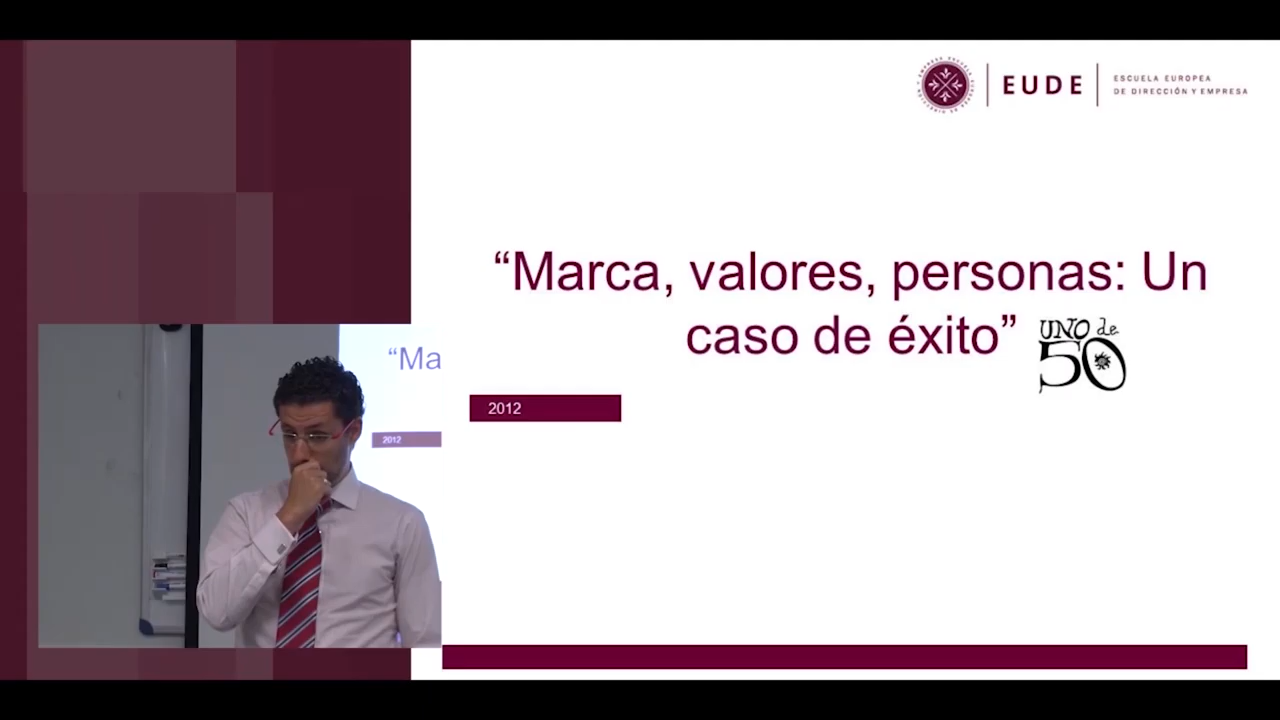 EUDE
ESCUELA EUROPEA
DE DIRECCIÓN Y EMPRESA
“Marca, valores, personas: Un
caso de éxito”
UNO de
50
2012
“Ma
2012